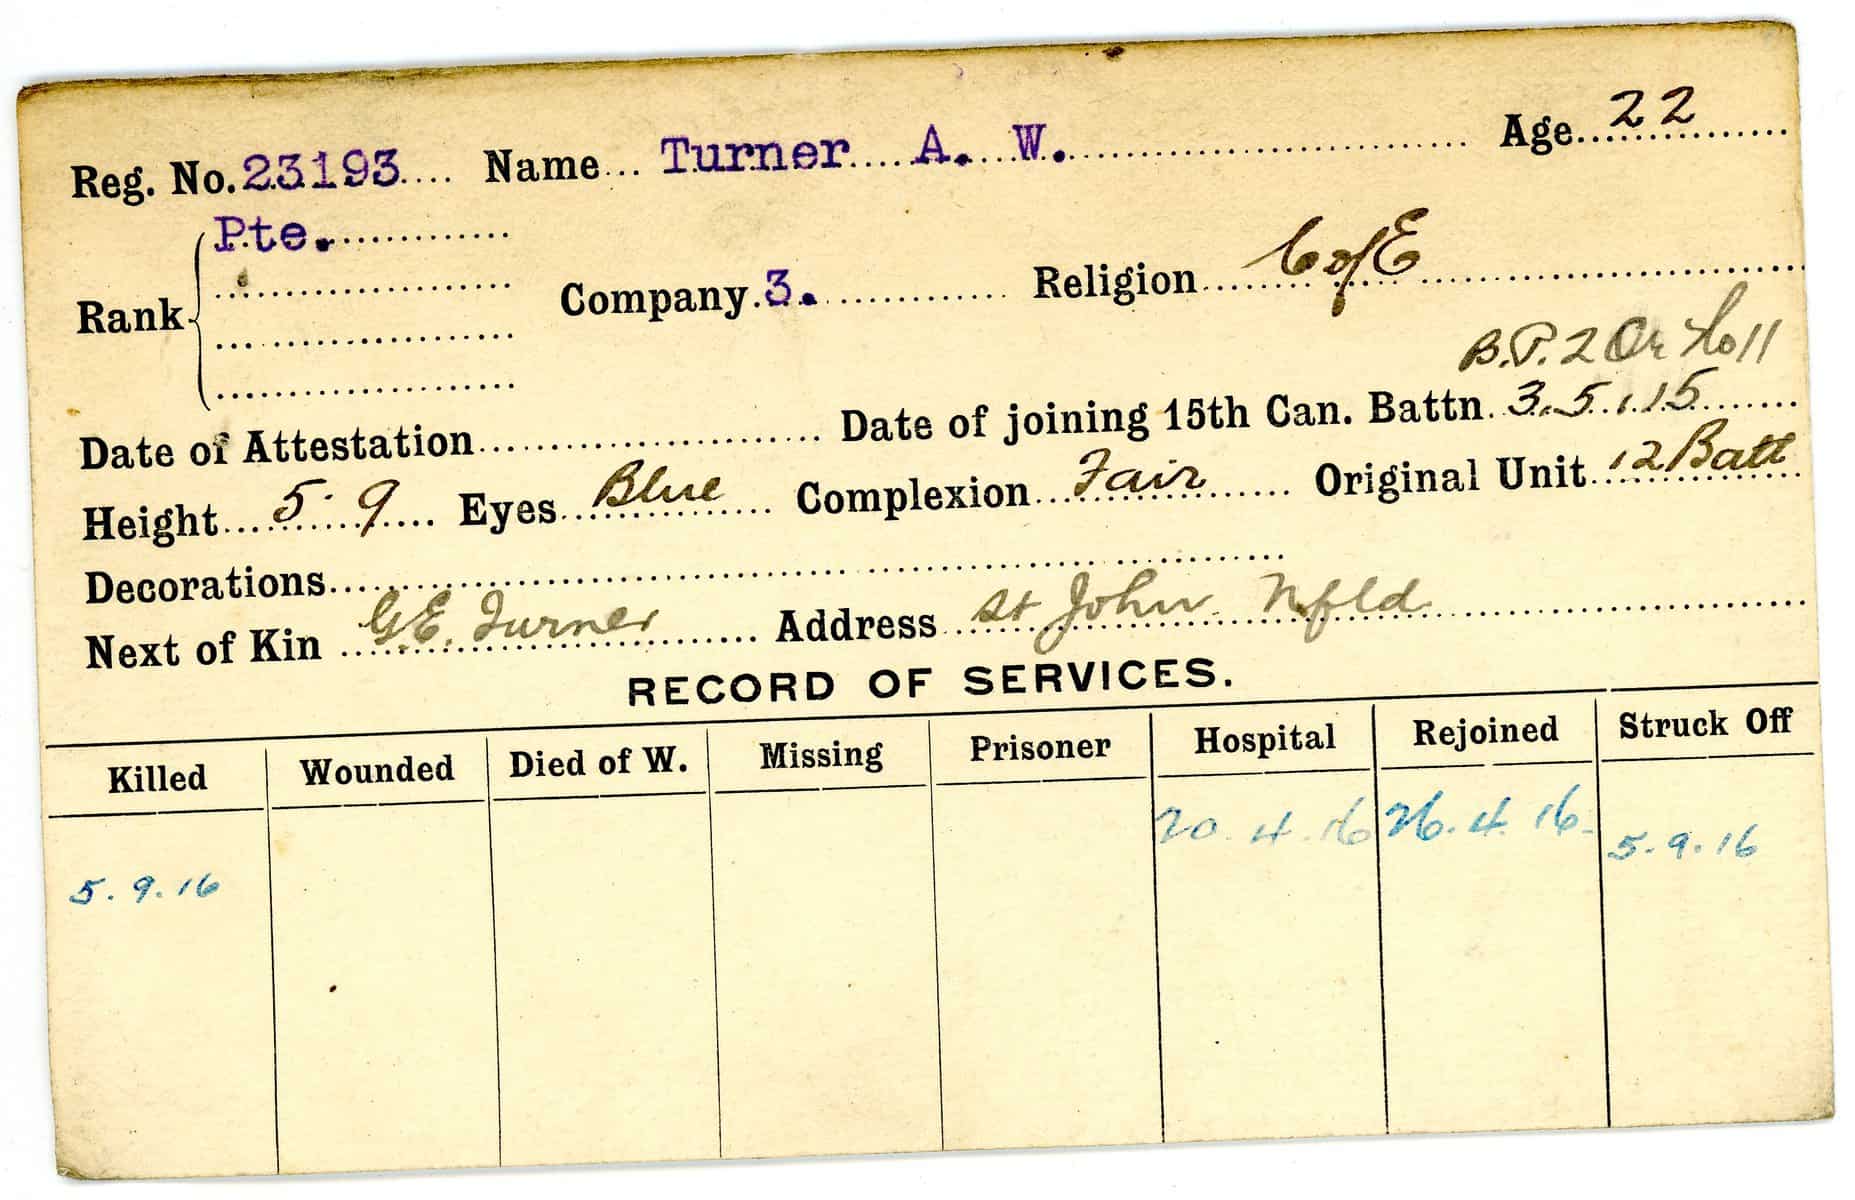 Reg. No. 23193 Name Turner A. W. Age 22
Pte.
Rank Company 3. Religion C of E
B.P. 2
Date of Attestation Date of joining 15th Can. Battn 3.5.15
Height 5 9 Eyes Blue Complexion Fair Original Unit 12 Batt
Decorations
Next of Kin G.E. Turner Address St John Nfld
RECORD OF SERVICES.
Killed Wounded Died of W. Missing Prisoner Hospital Rejoined Struck Off
20.4.16 26.4.16 5.9.16
5.9.16